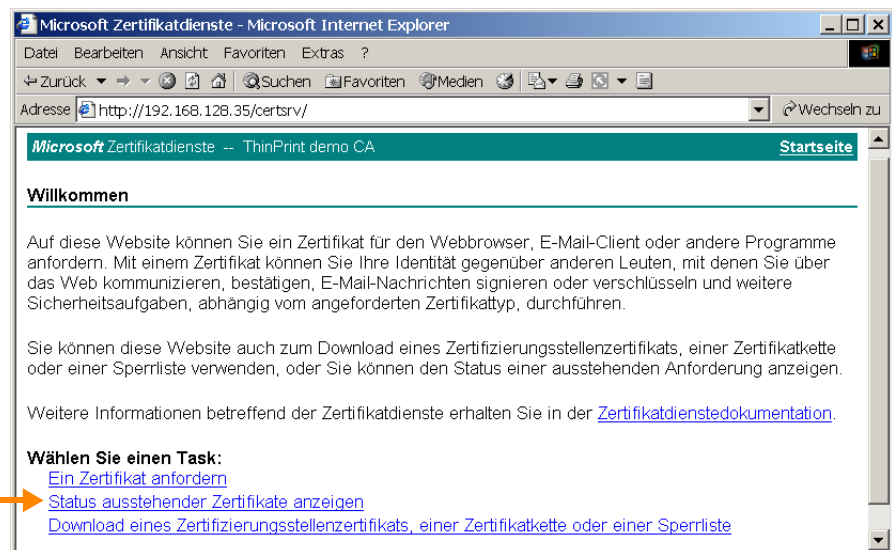 Microsoft Zertifikatdienste - Microsoft Internet Explorer
Datei Bearbeiten Ansicht Favoriten Extras ?
Zurück Suchen Favoriten Medien
Adresse http://192.168.128.35/certsrv/ Wechseln zu
Microsoft Zertifikatdienste -- ThinPrint demo CA Startseite
Willkommen
Auf diese Website können Sie ein Zertifikat für den Webbrowser, E-Mail-Client oder andere Programme
anfordern. Mit einem Zertifikat können Sie Ihre Identität gegenüber anderen Leuten, mit denen Sie über
das Web kommunizieren, bestätigen, E-Mail-Nachrichten signieren oder verschlüsseln und weitere
Sicherheitsaufgaben, abhängig vom angeforderten Zertifikattyp, durchführen.
Sie können diese Website auch zum Download eines Zertifizierungsstellenzertifikats, einer Zertifikatkette
oder einer Sperrliste verwenden, oder Sie können den Status einer ausstehenden Anforderung anzeigen.
Weitere Informationen betreffend der Zertifikatdienste erhalten Sie in der Zertifikatdienstedokumentation.
Wählen Sie einen Task:
Ein Zertifikat anfordern
Status ausstehender Zertifikate anzeigen
Download eines Zertifizierungsstellenzertifikats, einer Zertifikatkette oder einer Sperrliste